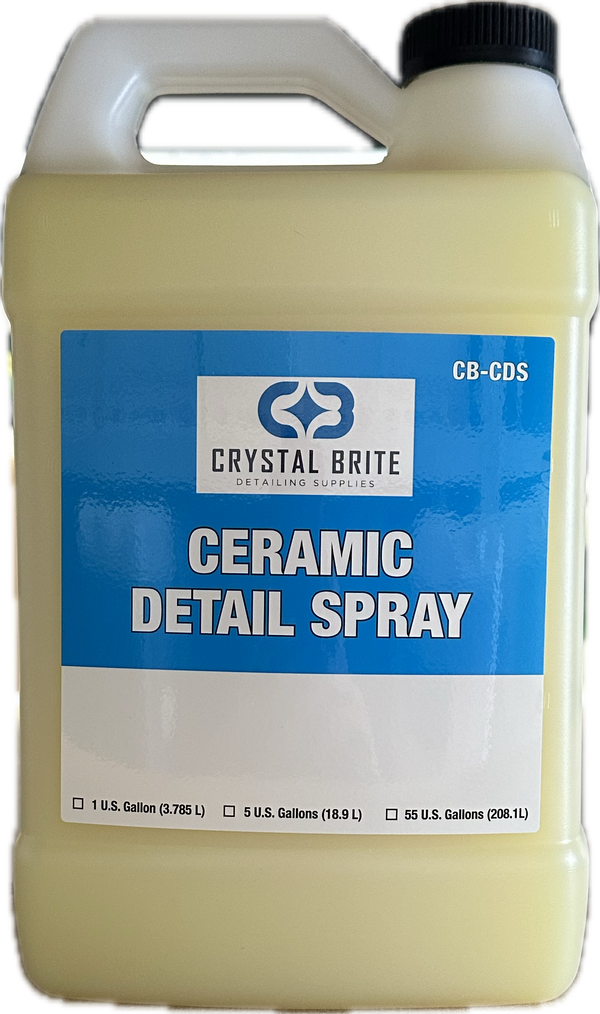 CB-CDS
CRYSTAL BRITE
DETAILING SUPPLIES
CERAMIC
DETAIL SPRAY
☐ 1 U.S. Gallon (3.785 L) ☐ 5 U.S. Gallons (18.9 L) ☐ 55 U.S. Gallons (208.1L)